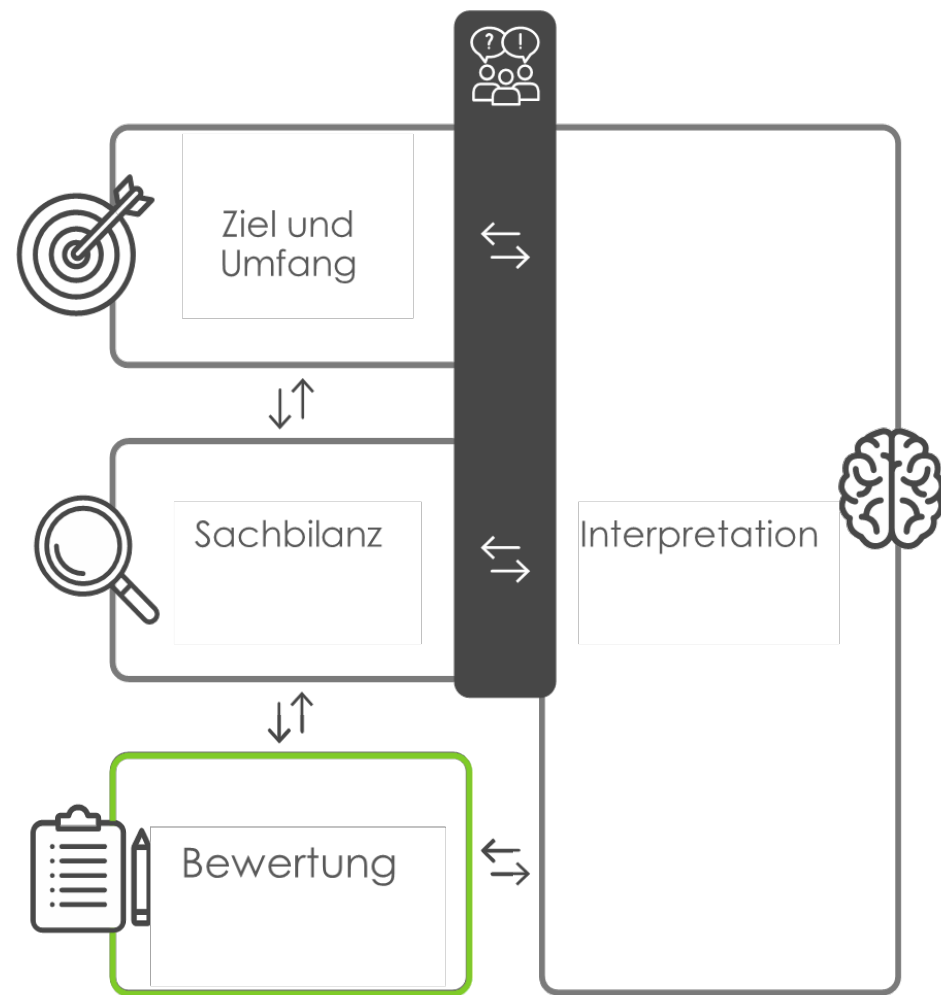 ? !
Ziel und
Umfang
Sachbilanz
Interpretation
Bewertung